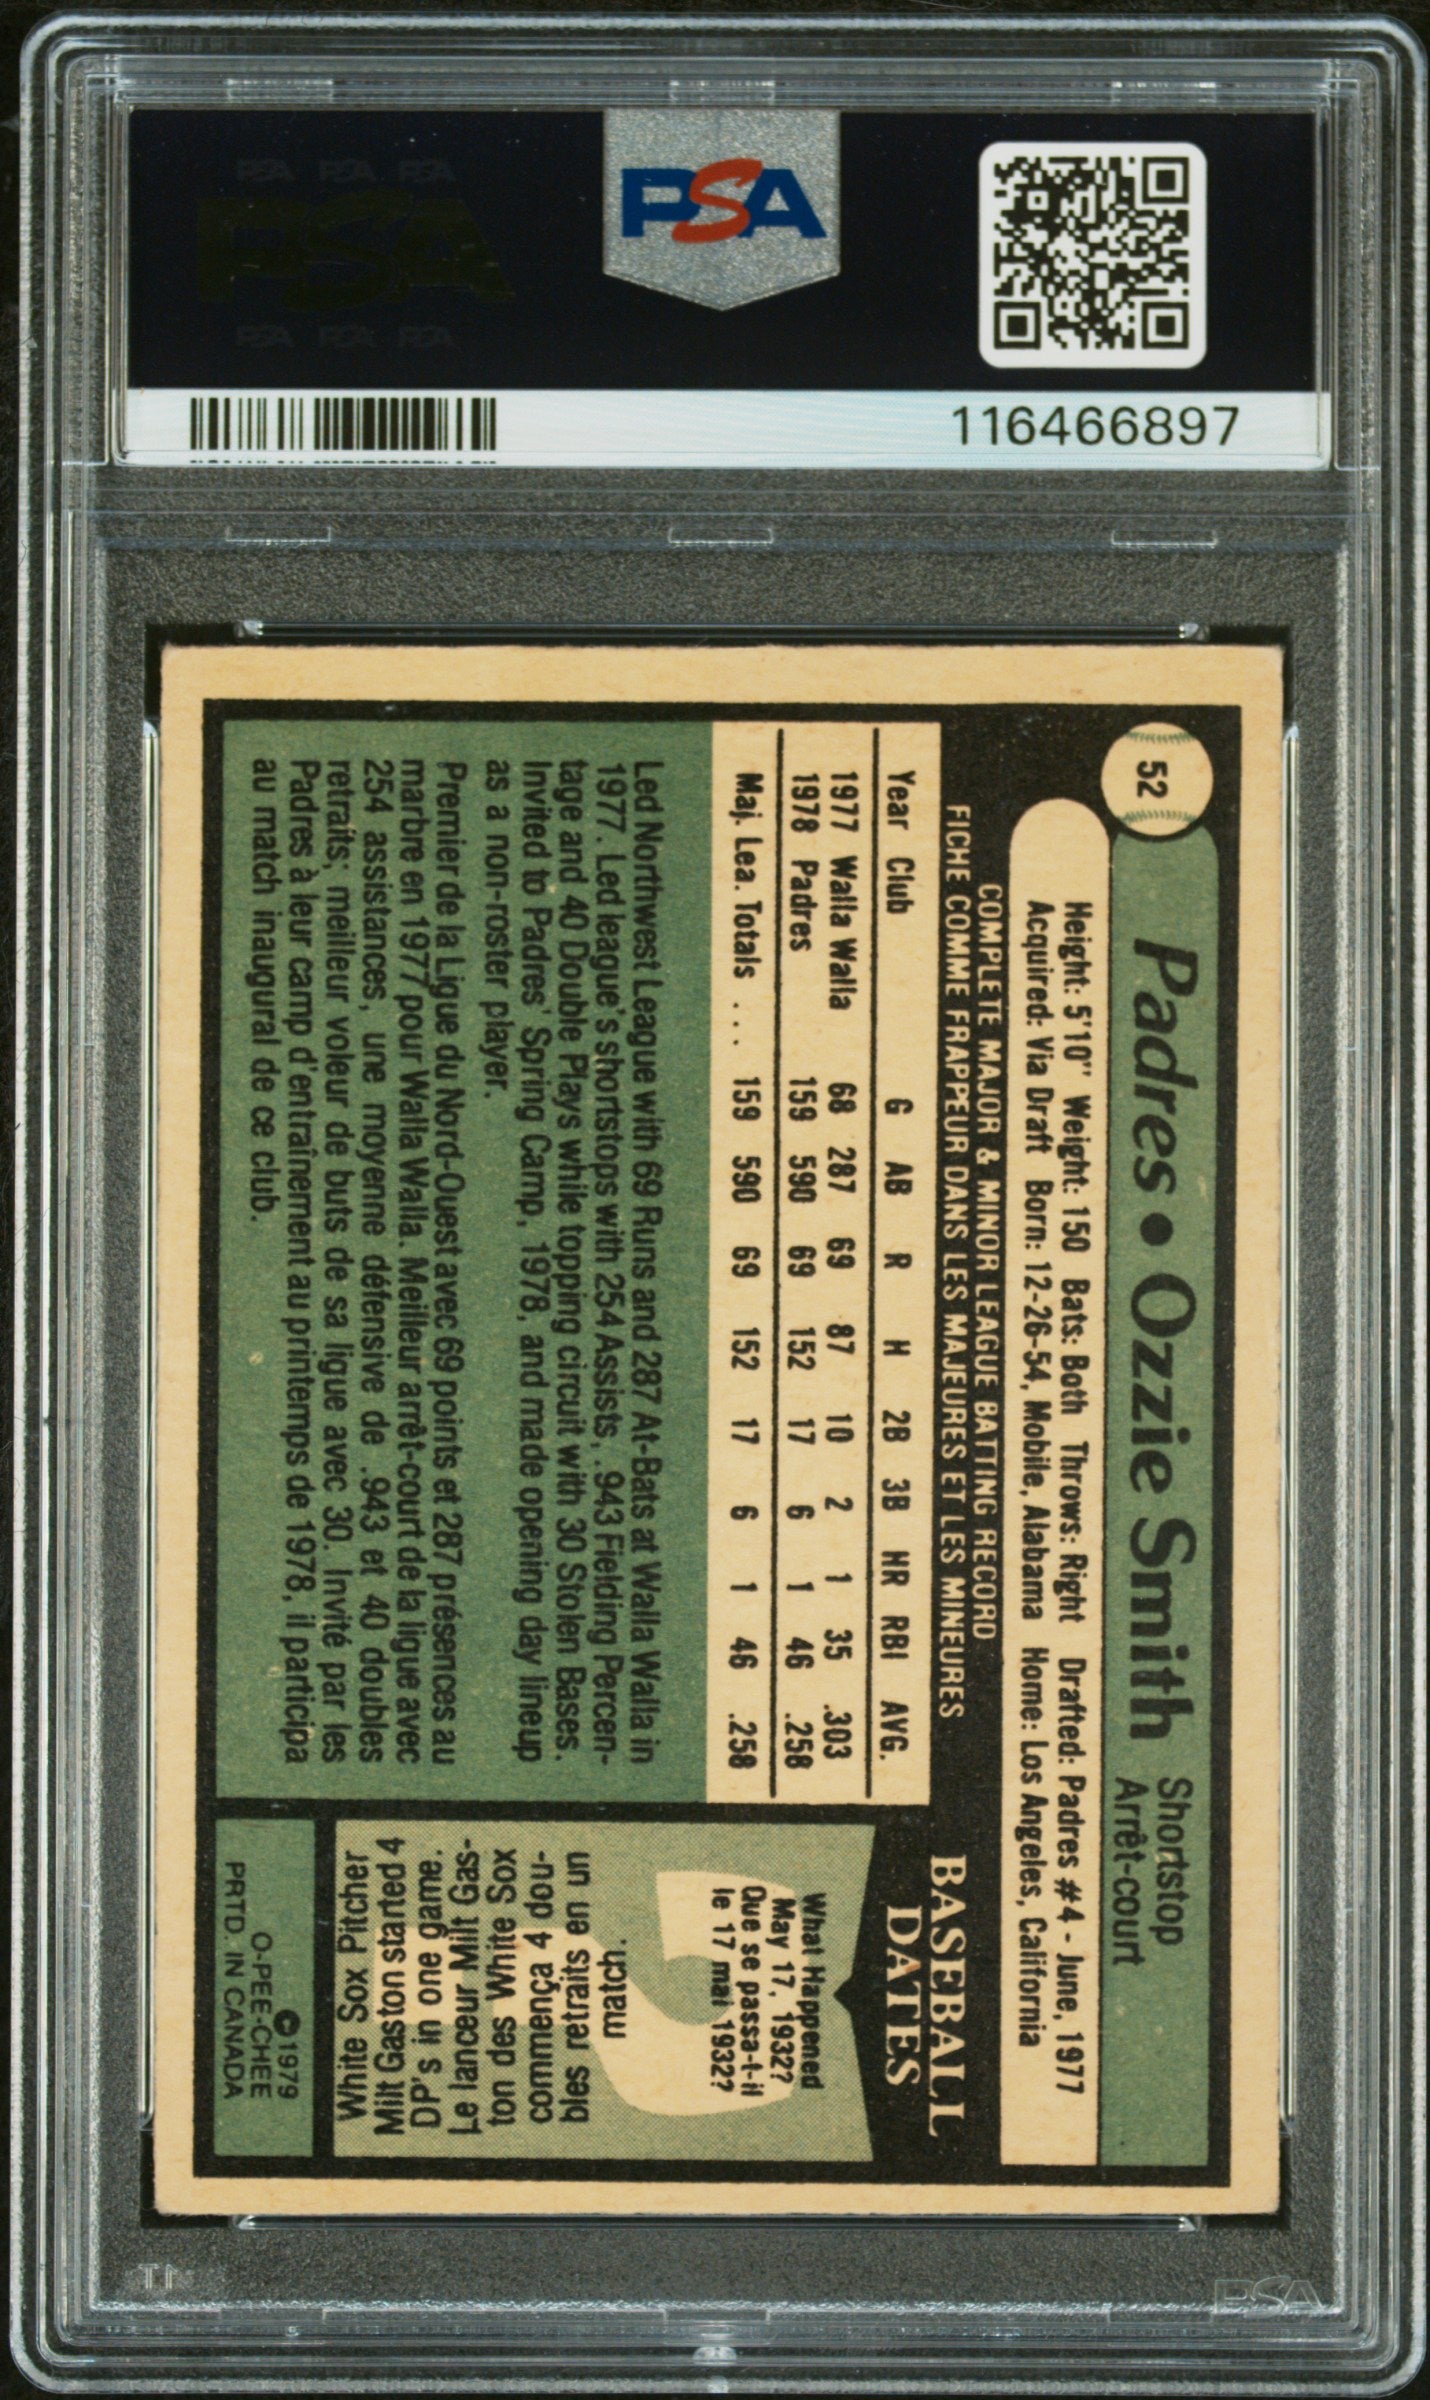 PSA PSA PSA
PSA
PSA PSA PSA
PSA
116466897
52
Padres • Ozzie Smith
Shortstop
Arrêt-court
Height: 5'10" Weight: 150 Bats: Both Throws: Right Drafted: Padres #4 - June, 1977
Acquired: Via Draft Born: 12-26-54, Mobile, Alabama Home: Los Angeles, California
COMPLETE MAJOR & MINOR LEAGUE BATTING RECORD
FICHE COMME FRAPPEUR DANS LES MAJEURES ET LES MINEURES
Year Club G AB R H 2B 3B HR RBI AVG.
1977 Walla Walla 68 287 69 87 10 2 1 35 .303
1978 Padres 159 590 69 152 17 6 1 46 .258
Maj. Lea. Totals ... 159 590 69 152 17 6 1 46 .258
Led Northwest League with 69 Runs and 287 At-Bats at Walla Walla in
1977. Led league's shortstops with 254 Assists, .943 Fielding Percen-
tage and 40 Double Plays while topping circuit with 30 Stolen Bases.
Invited to Padres' Spring Camp, 1978, and made opening day lineup
as a non-roster player.
Premier de la Ligue du Nord-Ouest avec 69 points et 287 présences au
marbre en 1977 pour Walla Walla. Meilleur arrêt-court de la ligue avec
254 assistances, une moyenne défensive de .943 et 40 doubles
retraits; meilleur voleur de buts de sa ligue avec 30. Invité par les
Padres à leur camp d'entraînement au printemps de 1978, il participa
au match inaugural de ce club.
BASEBALL
DATES
What Happened
May 17, 1932?
Que se passa-t-il
le 17 mai 1932?
match.
bles retraits en un
commença 4 dou-
ton des White Sox
Le lanceur Milt Gas-
DP's in one game.
Milt Gaston started 4
White Sox Pitcher
©1979
O-PEE-CHEE
PRTD. IN CANADA
PSA